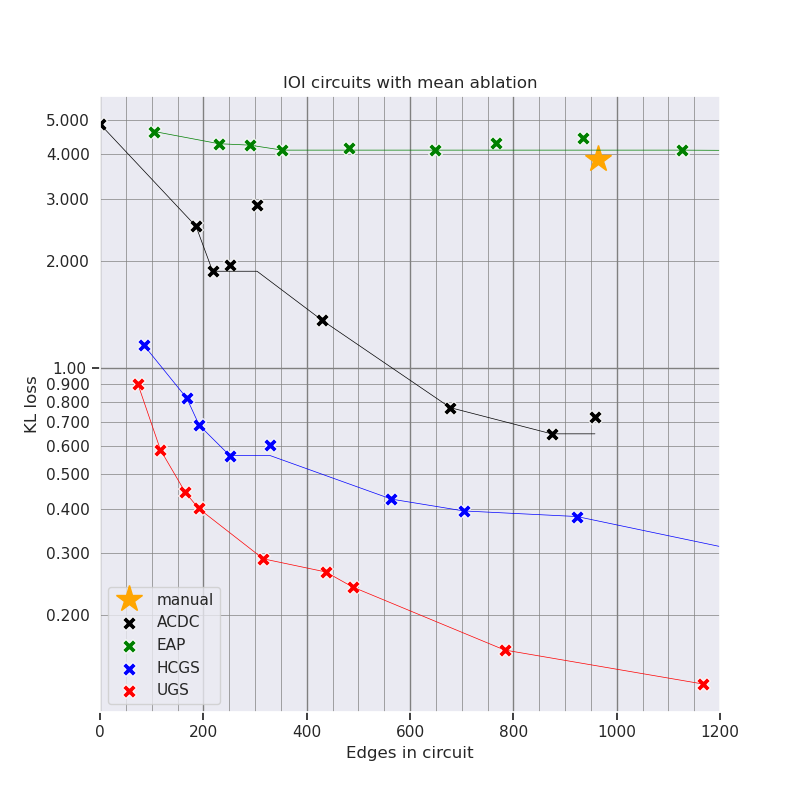 IOI circuits with mean ablation
5.000
4.000
3.000
2.000
1.00
0.900
0.800
0.700
0.600
0.500
0.400
0.300
0.200
KL loss
manual
ACDC
EAP
HCGS
UGS
0 200 400 600 800 1000 1200
Edges in circuit